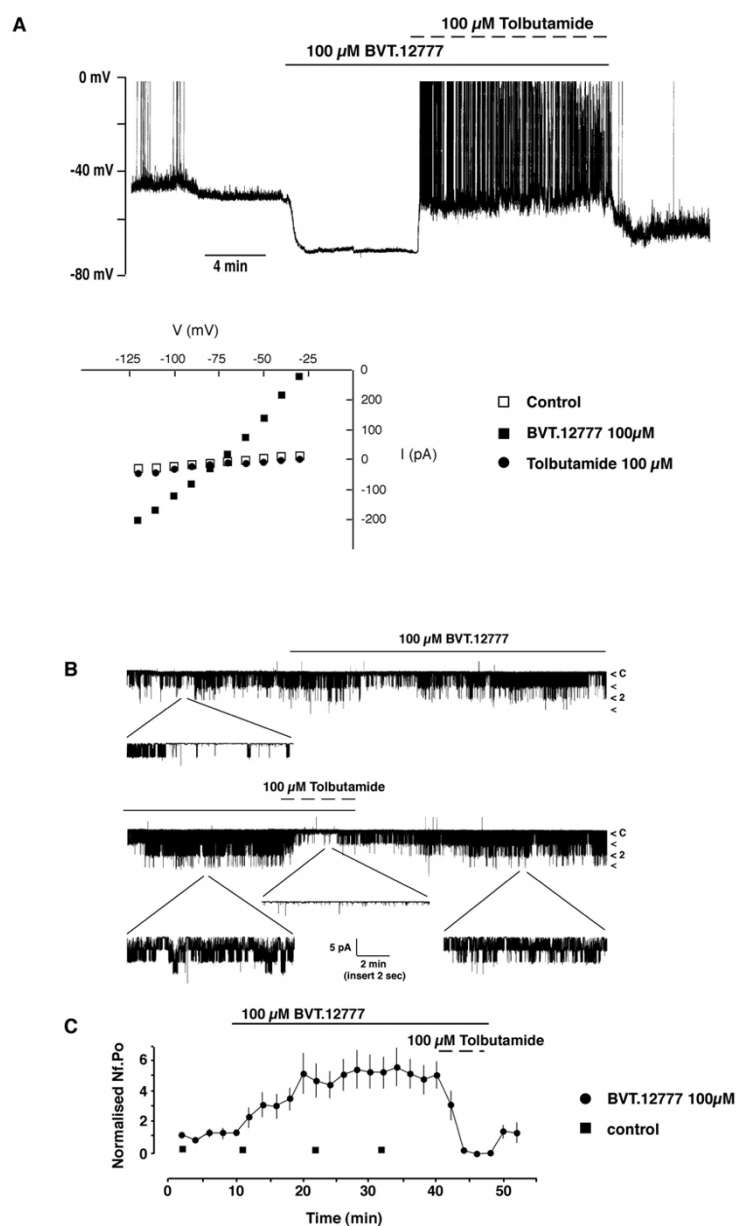 A
100 µM Tolbutamide
100 µM BVT.12777
0 mV
-40 mV
-80 mV
4 min
V (mV)
-125 -100 -75 -50 -25
0
200
100
0
-100
-200
I (pA)
Control
BVT.12777 100µM
Tolbutamide 100 µM
B
100 µM BVT.12777
< C
<
< 2
<
100 µM Tolbutamide
< C
<
< 2
<
5 pA
2 min
(insert 2 sec)
C
100 µM BVT.12777
100 µM Tolbutamide
Normalised Nf.Po
6
4
2
0
0 10 20 30 40 50
Time (min)
BVT.12777 100µM
control